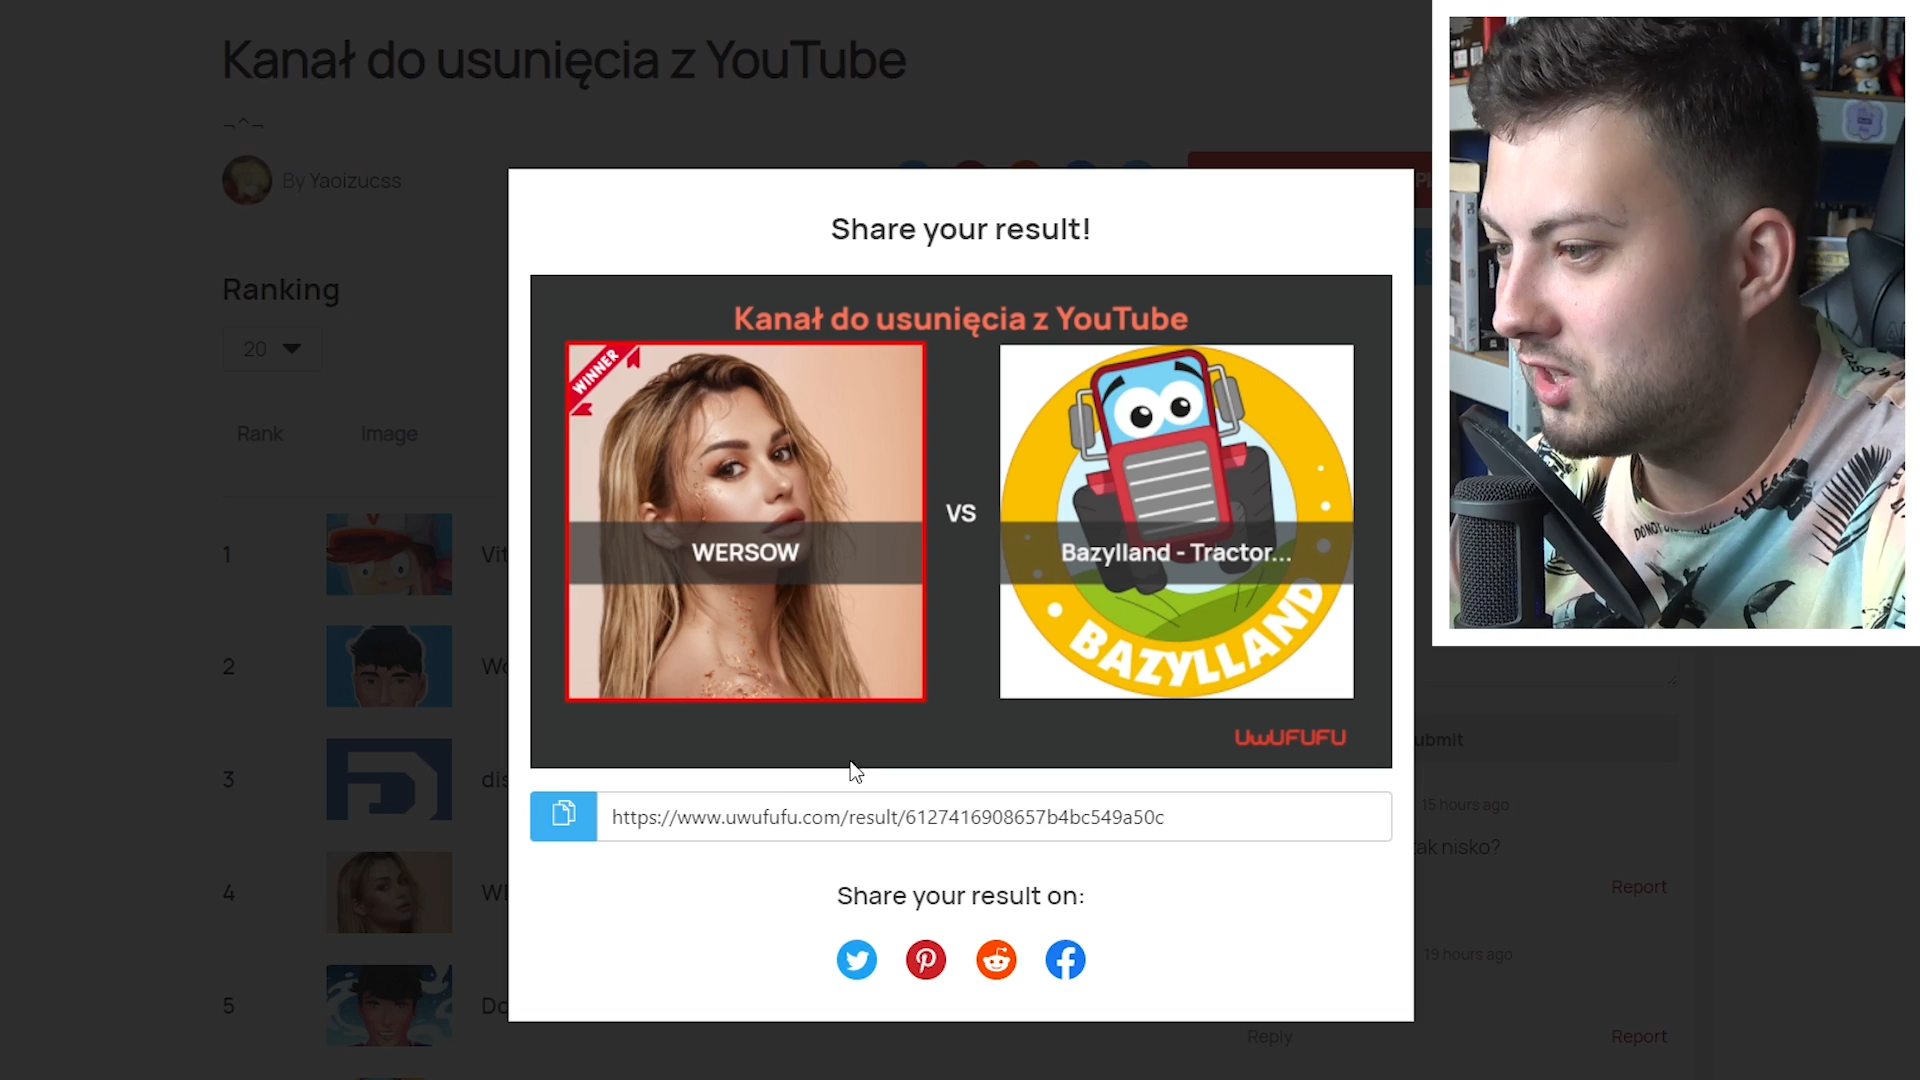 Kanał do usunięcia z YouTube
¬^¬
By Yaoizucss
Ranking
20
Rank Image
1
2
3
4
5
Share your result!
Kanał do usunięcia z YouTube
WINNER
WERSOW
VS
Bazylland - Tractor...
BAZYLLAND
UwUFUFU
https://www.uwufufu.com/result/6127416908657b4bc549a50c
Share your result on:
15 hours ago
nisko?
Report
19 hours ago
Reply
Report